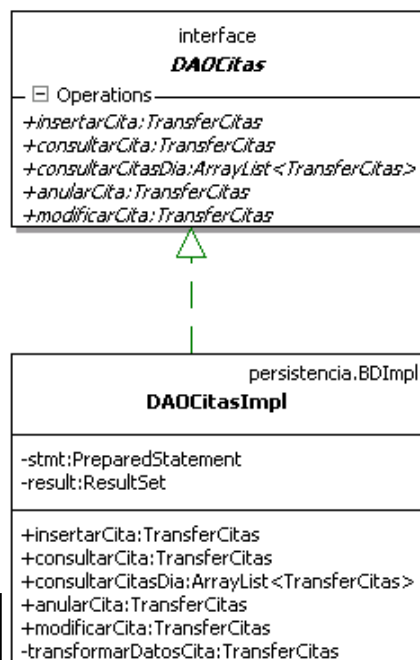 interface
DAOCitas
Operations
+insertarCita:TransferCitas
+consultarCita:TransferCitas
+consultarCitasDia:ArrayList<TransferCitas>
+anularCita:TransferCitas
+modificarCita:TransferCitas
persistencia.BDImpl
DAOCitasImpl
-stmt:PreparedStatement
-result:ResultSet
+insertarCita:TransferCitas
+consultarCita:TransferCitas
+consultarCitasDia:ArrayList<TransferCitas>
+anularCita:TransferCitas
+modificarCita:TransferCitas
-transformarDatosCita:TransferCitas